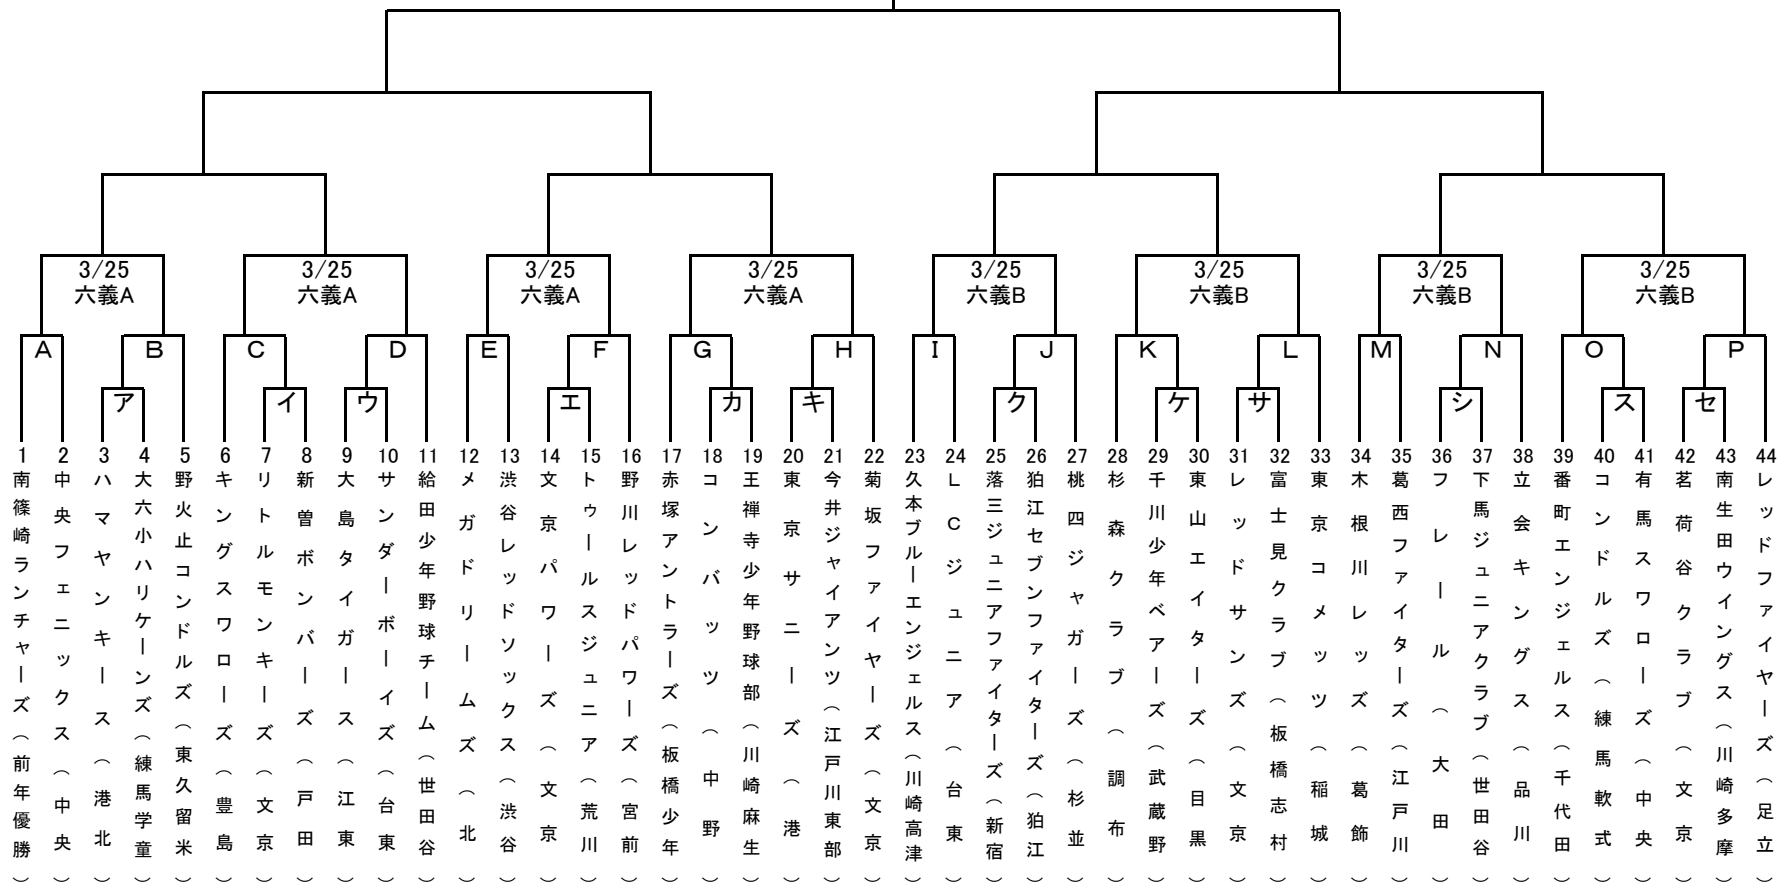 3/25 3/25 3/25 3/25 3/25 3/25 3/25 3/25
六義A 六義A 六義A 六義A 六義B 六義B 六義B 六義B
A B C D E F G H I J K L M N O P
ア イ ウ エ カ キ ク ケ サ シ ス セ
1 南篠崎ランチャーズ（前年優勝）
2 中央フェニックス（中央）
3 ハマヤンキース（港北）
4 大六小ハリケーンズ（練馬学童）
5 野火止コンドルズ（東久留米）
6 キングスワローズ（豊島）
7 リトルモンキーズ（文京）
8 新曽ボンバーズ（戸田）
9 大島タイガース（江東）
10 サンダーボーイズ（台東）
11 給田少年野球チーム（世田谷）
12 メガドリームズ（北）
13 渋谷レッドソックス（渋谷）
14 文京パワーズ（文京）
15 トゥールスジュニア（荒川）
16 野川レッドパワーズ（宮前）
17 赤塚アントラーズ（板橋少年）
18 コンバッツ（中野）
19 王禅寺少年野球部（川崎麻生）
20 東京サニーズ（港）
21 今井ジャイアンツ（江戸川東部）
22 菊坂ファイヤーズ（文京）
23 久本ブルーエンジェルス（川崎高津）
24 LCジュニア（台東）
25 落三ジュニアファイターズ（新宿）
26 狛江セブンファイターズ（狛江）
27 桃四ジャガーズ（杉並）
28 杉森クラブ（調布）
29 千川少年ベアーズ（武蔵野）
30 東山エイターズ（目黒）
31 レッドサンズ（文京）
32 富士見クラブ（板橋志村）
33 東京コメッツ（稲城）
34 木根川レッズ（葛飾）
35 葛西ファイターズ（江戸川）
36 フレール（大田）
37 下馬ジュニアクラブ（世田谷）
38 立会キングス（品川）
39 番町エンジェルス（千代田）
40 コンドルズ（練馬軟式）
41 有馬スワローズ（中央）
42 茗荷谷クラブ（文京）
43 南生田ウイングス（川崎多摩）
44 レッドファイヤーズ（足立）